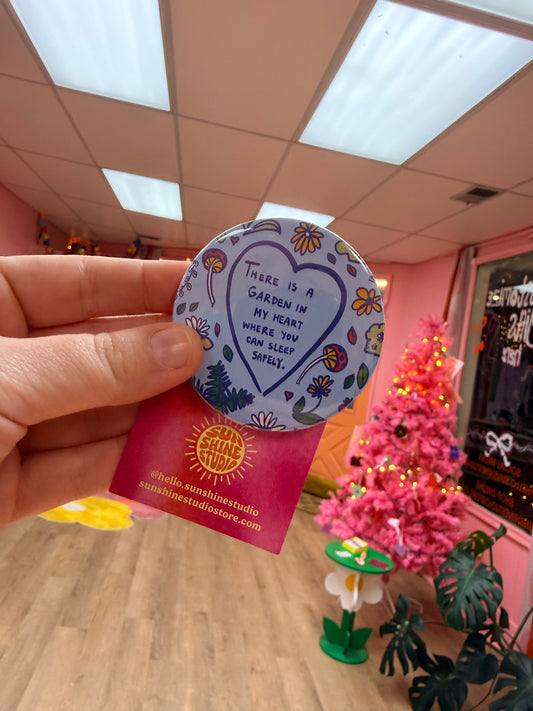 THERE IS A
GARDEN IN
MY HEART
WHERE YOU
CAN SLEEP
SAFELY.
SUN
SHINE
STUDIO
@hello.sunshinestudio
sunshinestudiostore.com